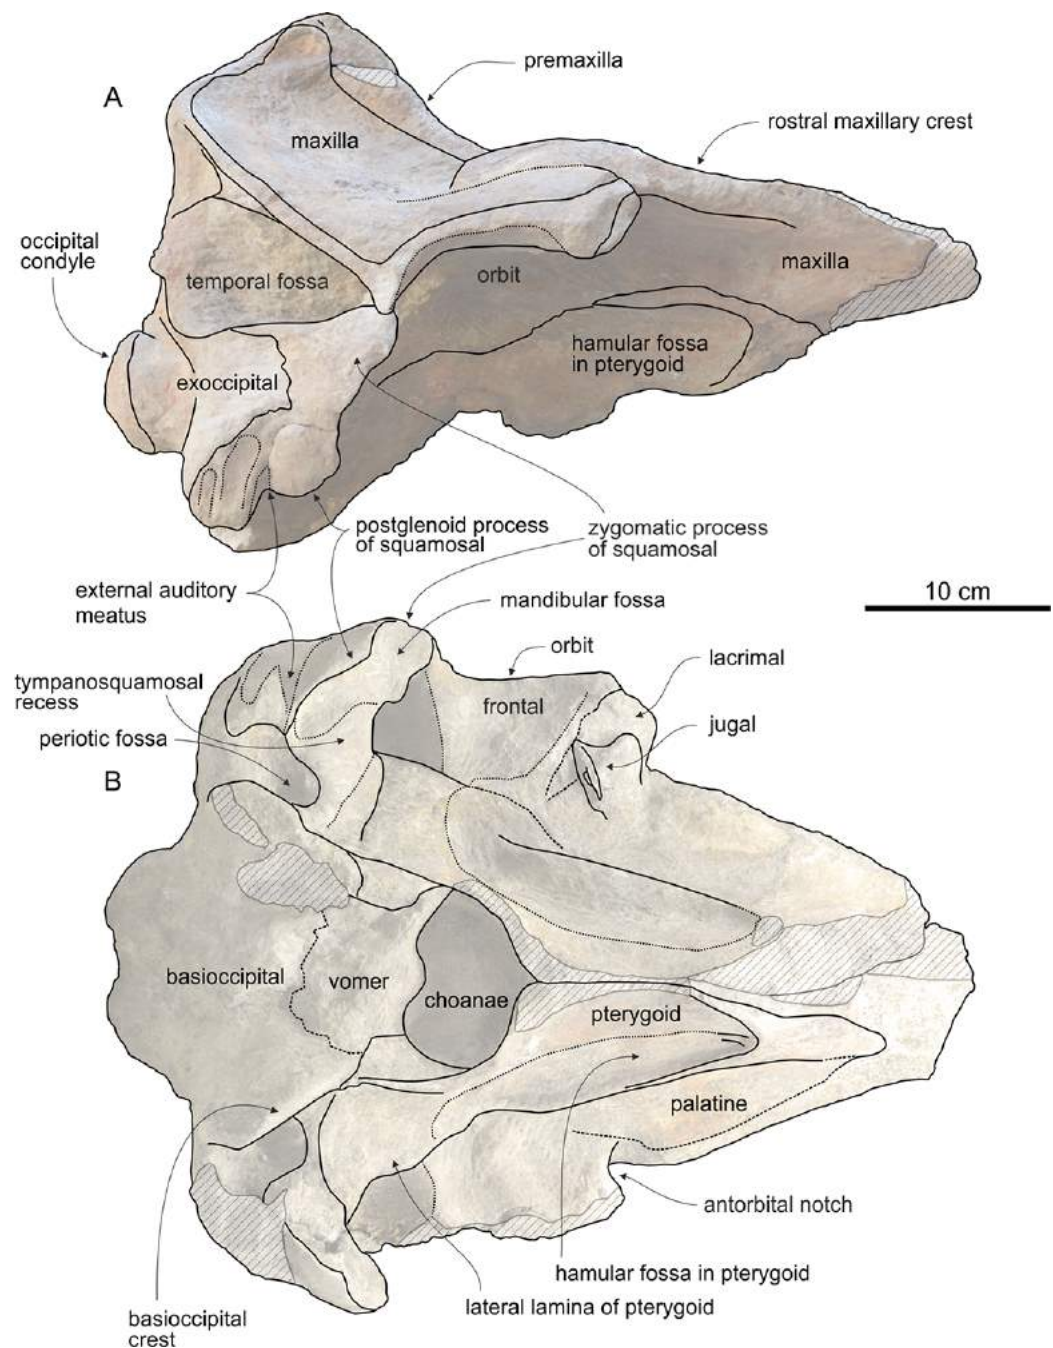 premaxilla
A
rostral maxillary crest
maxilla
occipital
condyle
maxilla
temporal fossa
orbit
hamular fossa
in pterygoid
exoccipital
postglenoid process
of squamosal
zygomatic process
of squamosal
external auditory
meatus
10 cm
mandibular fossa
orbit
lacrimal
tympanosquamosal
recess
frontal
jugal
periotic fossa
B
basioccipital
vomer
choanae
pterygoid
palatine
antorbital notch
hamular fossa in pterygoid
lateral lamina of pterygoid
basioccipital
crest